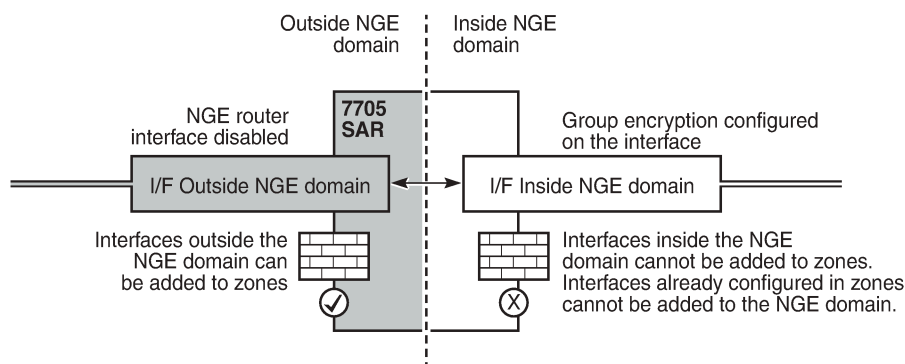 Outside NGE
domain
Inside NGE
domain
7705
SAR
NGE router
interface disabled
Group encryption configured
on the interface
I/F Outside NGE domain
I/F Inside NGE domain
Interfaces outside the
NGE domain can
be added to zones
Interfaces inside the NGE
domain cannot be added to zones.
Interfaces already configured in zones
cannot be added to the NGE domain.
X